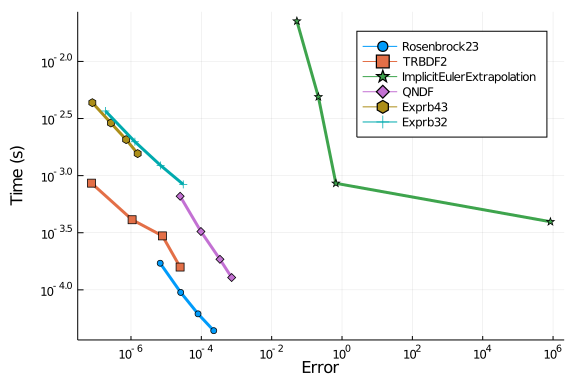 Rosenbrock23
TRBDF2
ImplicitEulerExtrapolation
QNDF
Exprb43
Exprb32
Time (s)
10^-2.0
10^-2.5
10^-3.0
10^-3.5
10^-4.0
10^-6
10^-4
10^-2
10^0
10^2
10^4
10^6
Error